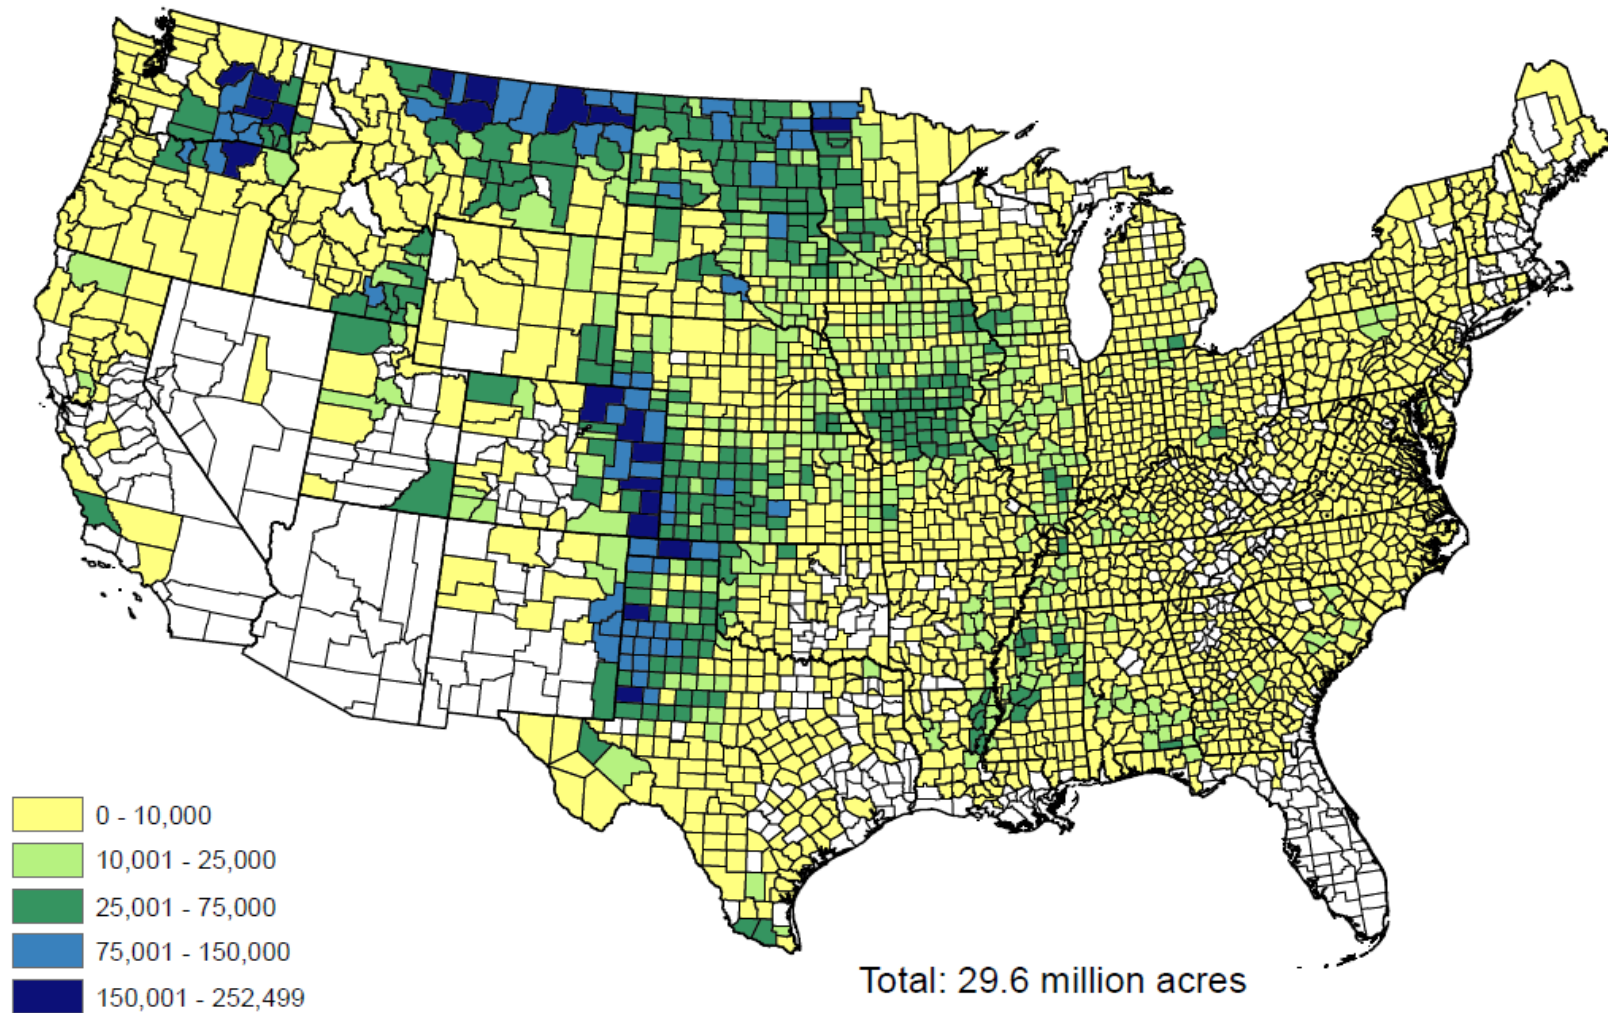 0 - 10,000
10,001 - 25,000
25,001 - 75,000
75,001 - 150,000
150,001 - 252,499
Total: 29.6 million acres